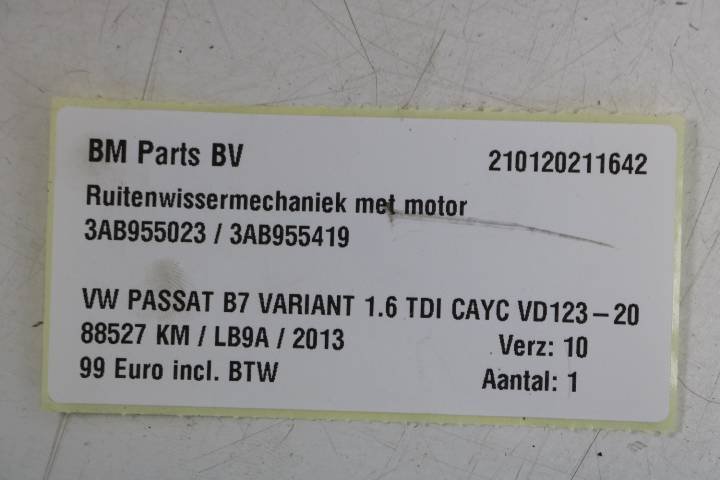 BM Parts BV 210120211642
Ruitenwissermechaniek met motor
3AB955023 / 3AB955419
VW PASSAT B7 VARIANT 1.6 TDI CAYC VD123-20
88527 KM / LB9A / 2013 Verz: 10
99 Euro incl. BTW Aantal: 1